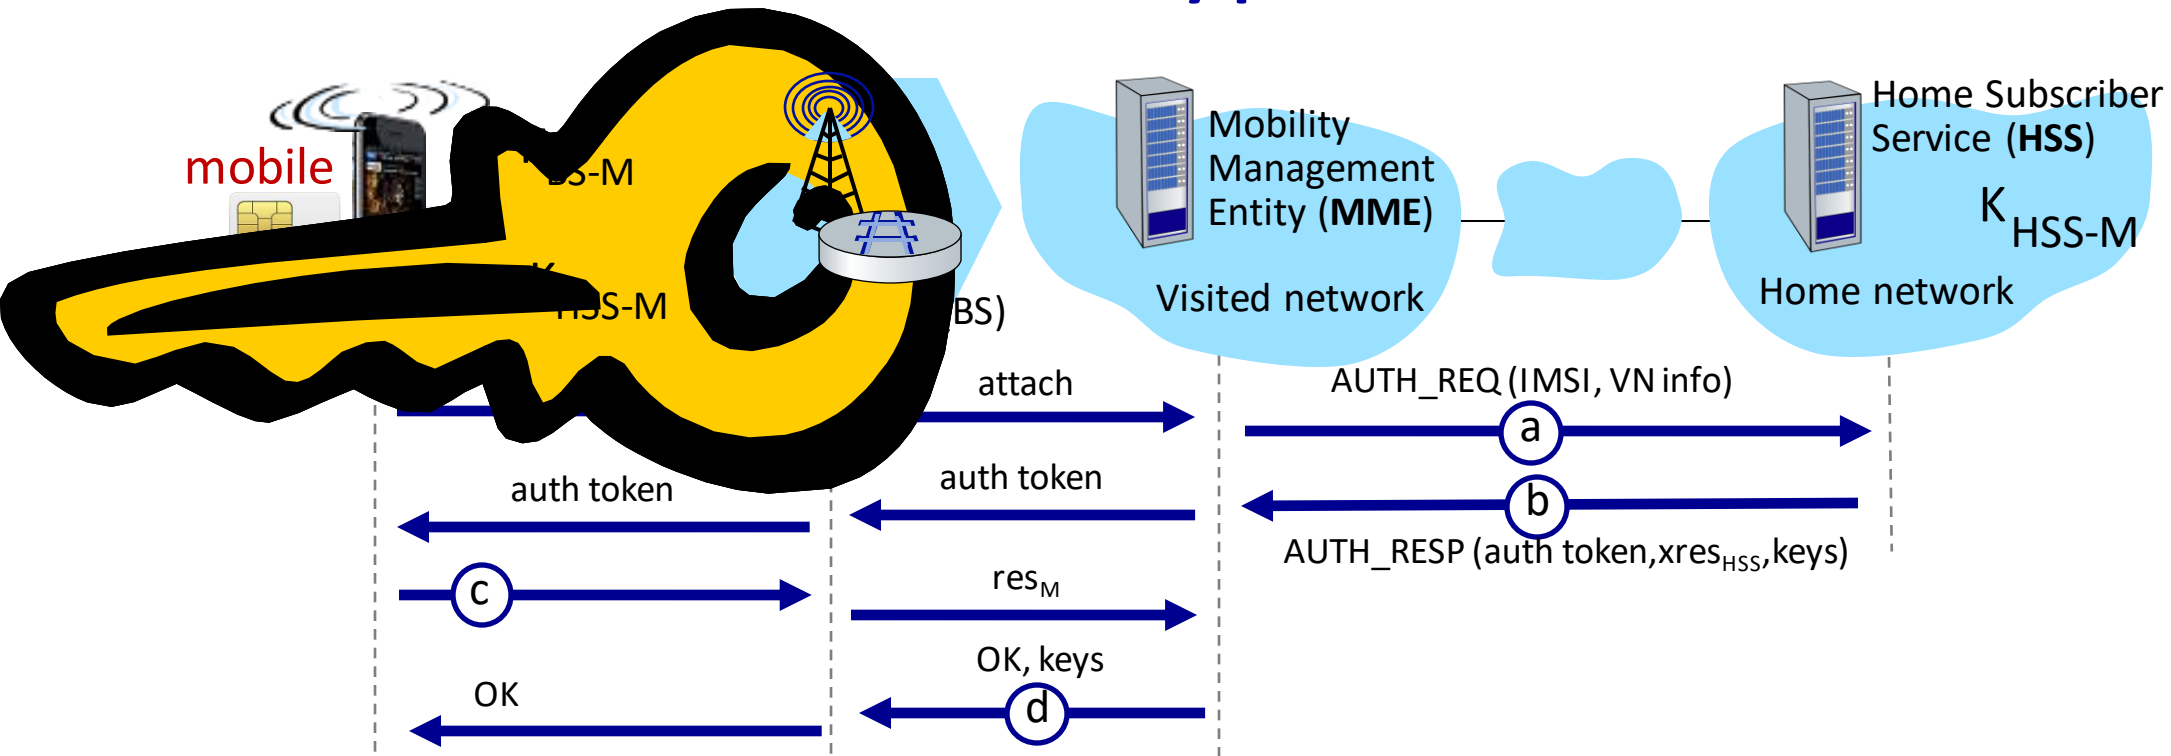 mobile
BS-M
HSS-M
BS)
Mobility
Management
Entity (MME)
Visited network
Home Subscriber
Service (HSS)
K
HSS-M
Home network
attach
AUTH_REQ (IMSI, VN info)
a
auth token
auth token
b
AUTH_RESP (auth token,xresHSS,keys)
c
resM
OK, keys
OK
d